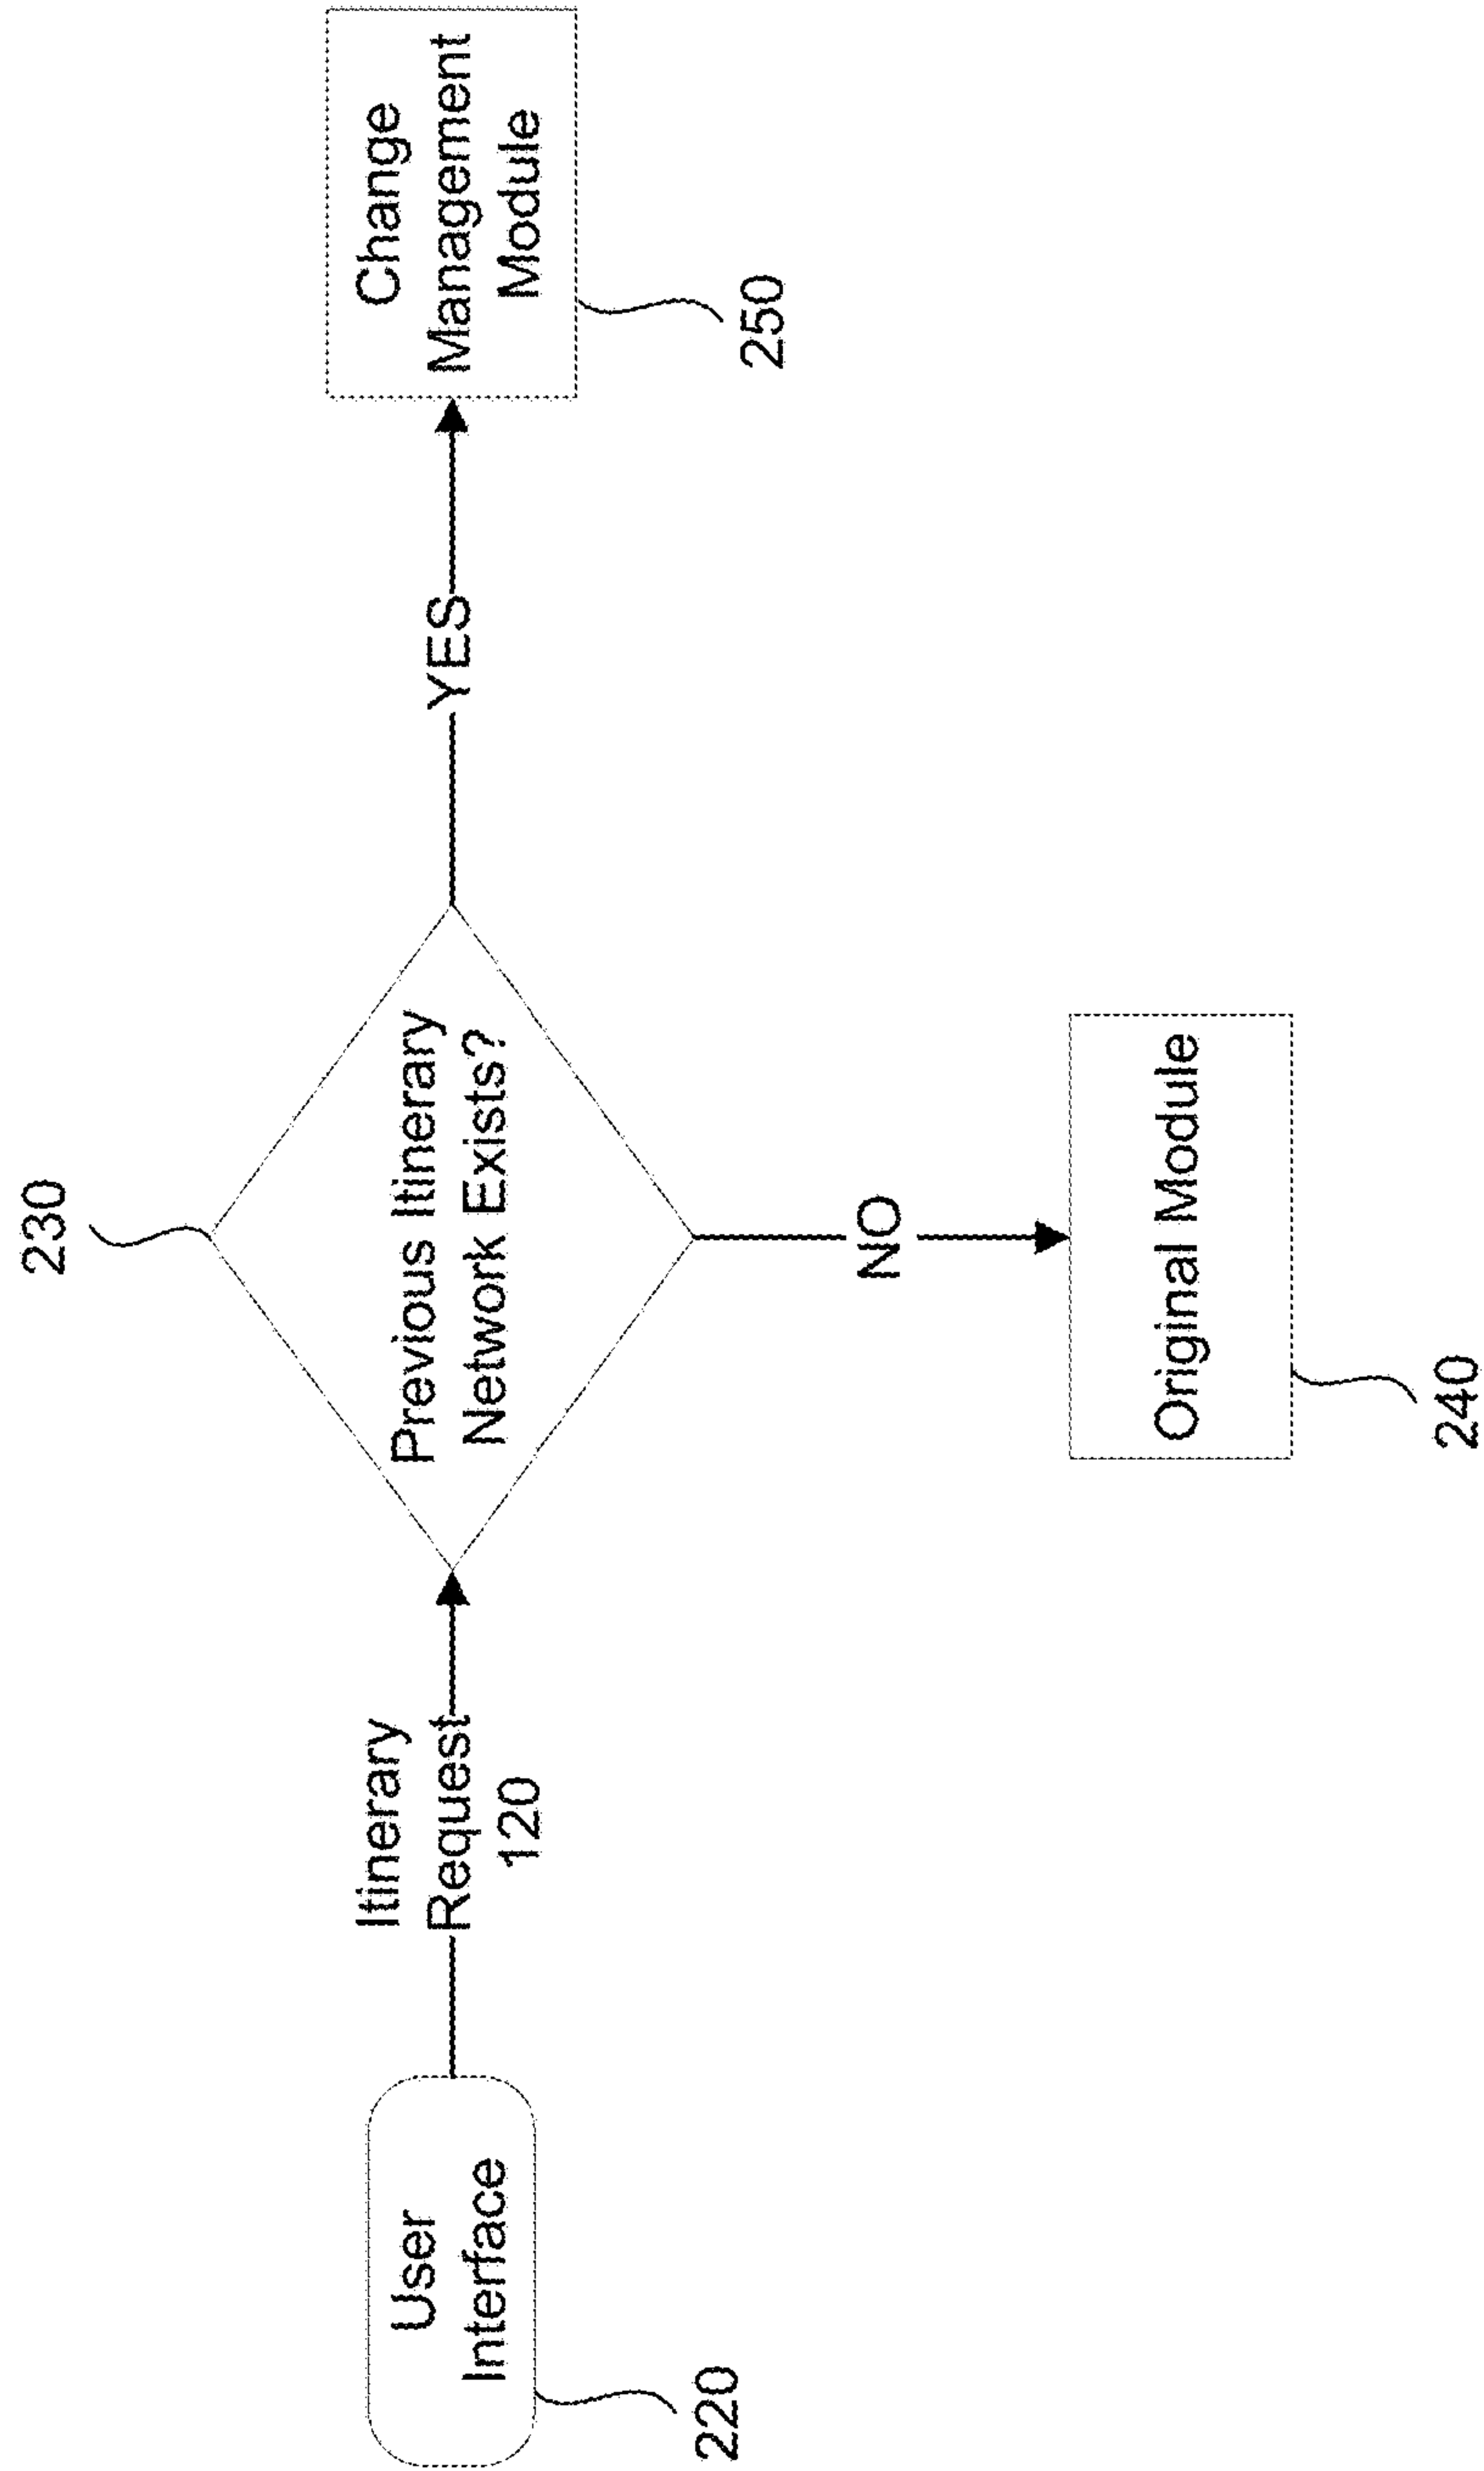 User
Interface
220
Itinerary
Request
120
230
Previous Itinerary
Network Exists?
YES
Change
Management
Module
250
NO
Original Module
240